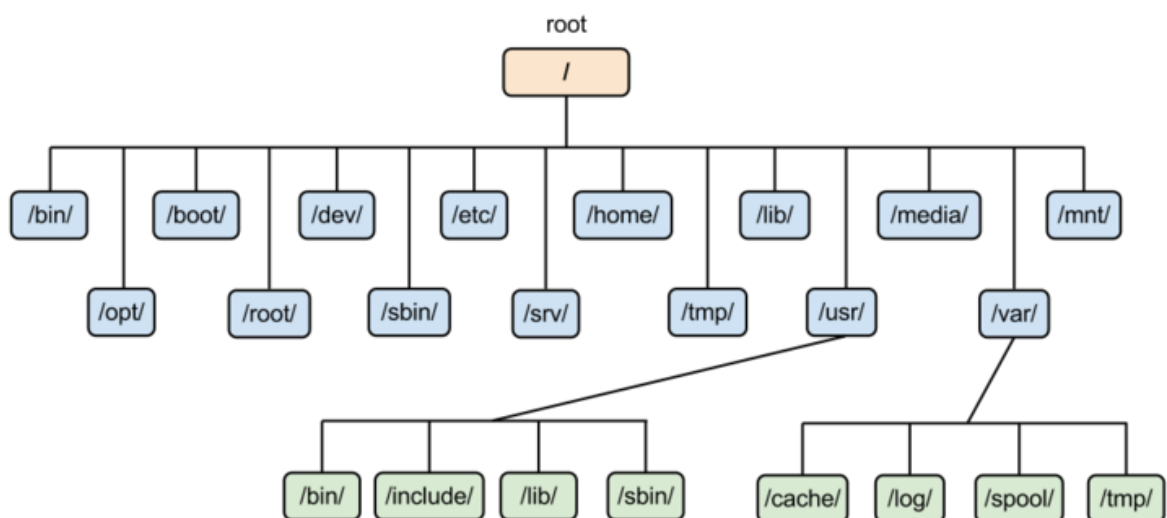 root
/
/bin/ /boot/ /dev/ /etc/ /home/ /lib/ /media/ /mnt/
/opt/ /root/ /sbin/ /srv/ /tmp/ /usr/ /var/
/bin/ /include/ /lib/ /sbin/ /cache/ /log/ /spool/ /tmp/